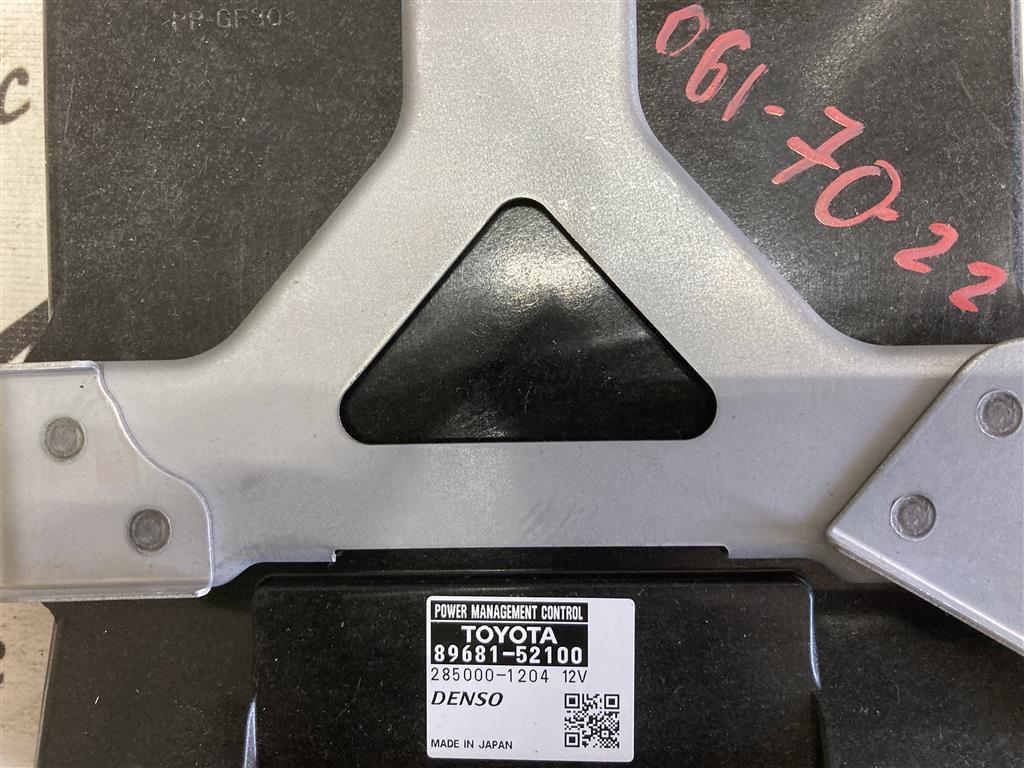 >PP-GF30<
061-70-22
POWER MANAGEMENT CONTROL
TOYOTA
89681-52100
285000-1204 12V
DENSO
MADE IN JAPAN